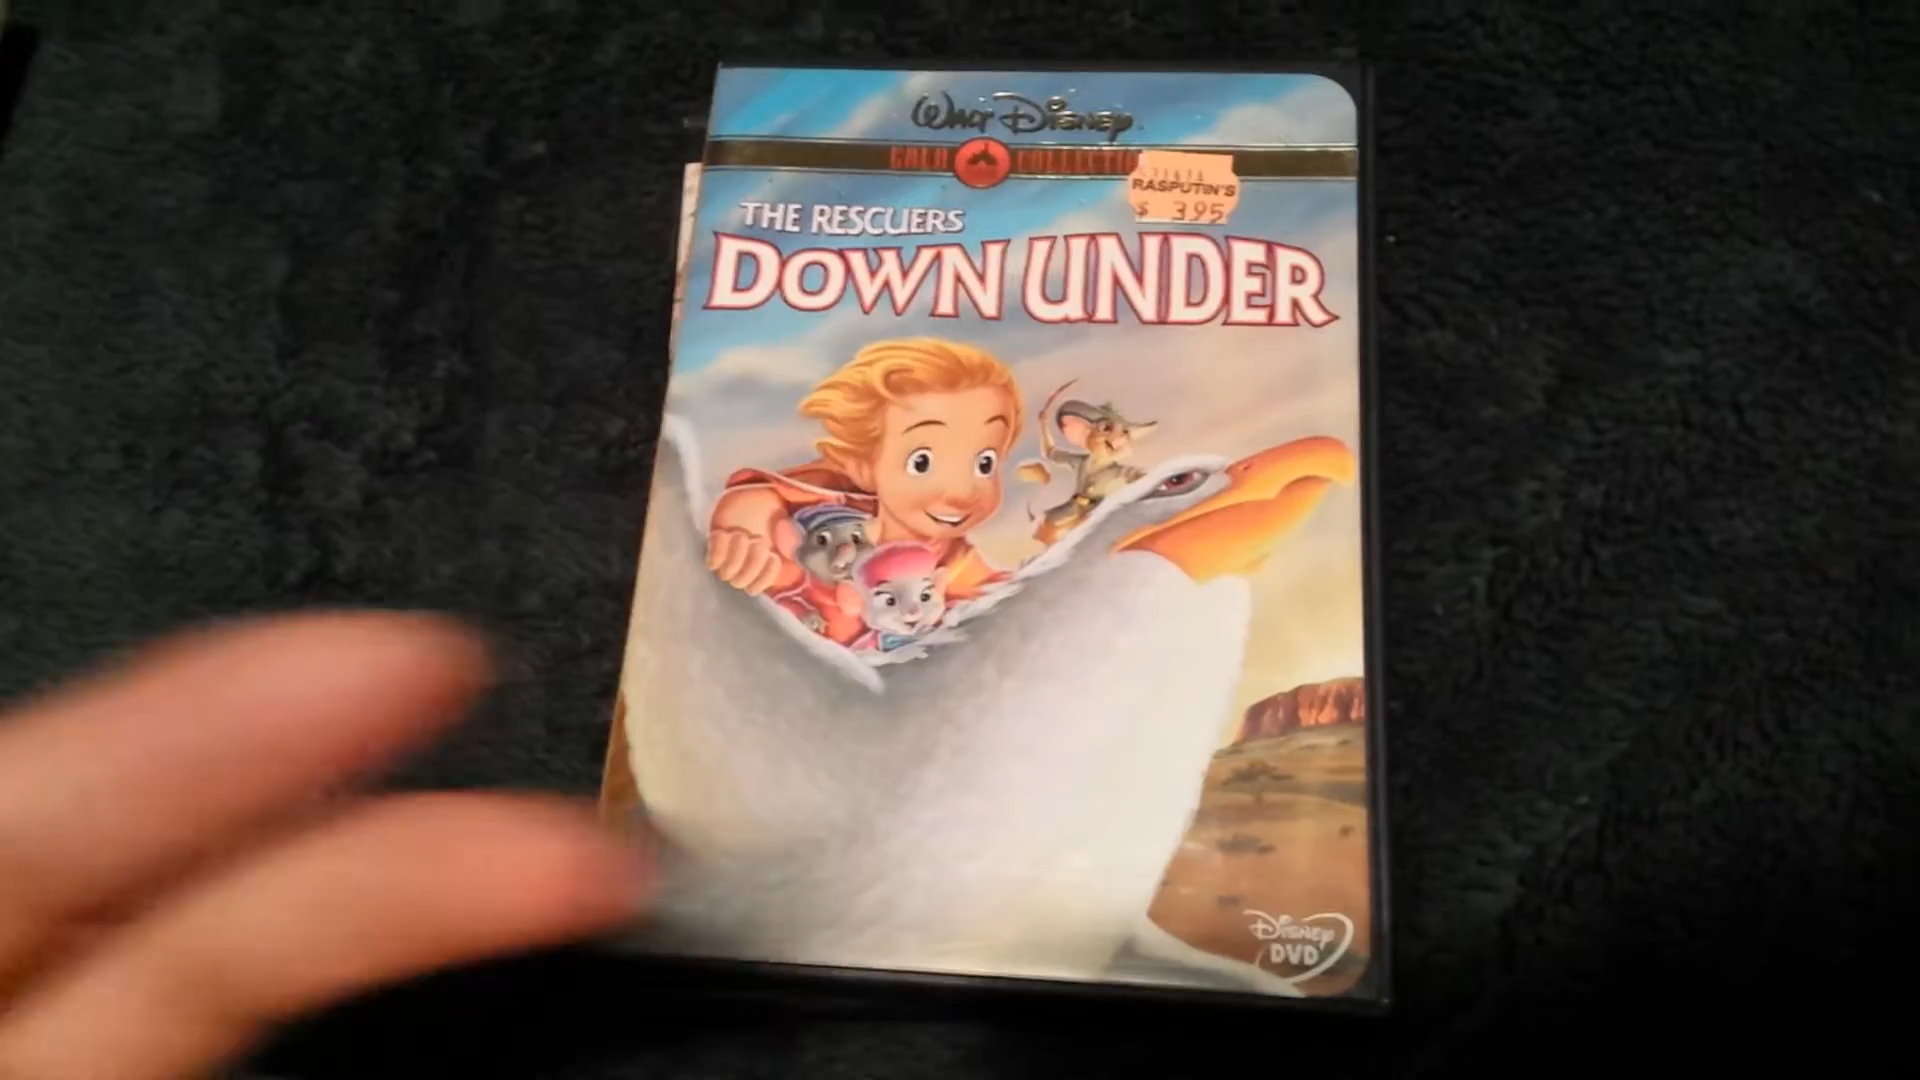 WALT DISNEY
GOLD COLLECTION
RASPUTIN'S
$ 3.95
THE RESCUERS
DOWN UNDER
DISNEY
DVD